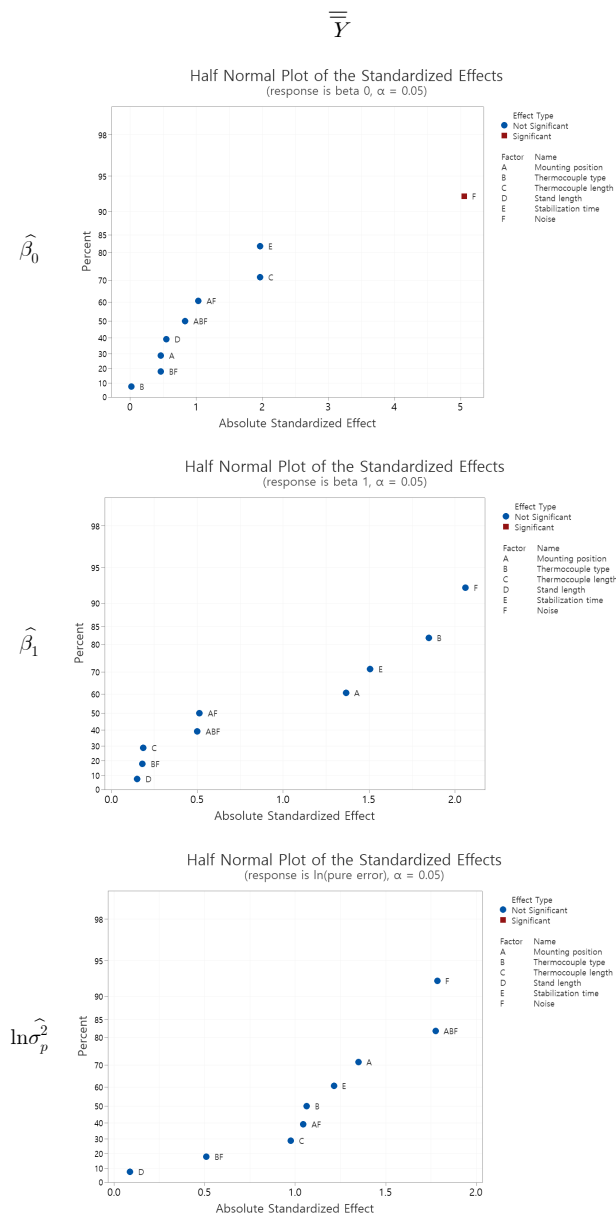 Y
Half Normal Plot of the Standardized Effects
(response is beta 0, α = 0.05)
Effect Type
Not Significant
Significant
Factor Name
A Mounting position
B Thermocouple type
C Thermocouple length
D Stand length
E Stabilization time
F Noise
98
95
90
85
80
70
60
50
40
30
20
10
0
Percent
F
E
C
AF
ABF
D
A
BF
B
0 1 2 3 4 5
Absolute Standardized Effect
β̂0
Half Normal Plot of the Standardized Effects
(response is beta 1, α = 0.05)
Effect Type
Not Significant
Significant
Factor Name
A Mounting position
B Thermocouple type
C Thermocouple length
D Stand length
E Stabilization time
F Noise
98
95
90
85
80
70
60
50
40
30
20
10
0
Percent
F
B
E
A
AF
ABF
C
BF
D
0.0 0.5 1.0 1.5 2.0
Absolute Standardized Effect
β̂1
Half Normal Plot of the Standardized Effects
(response is ln(pure error), α = 0.05)
Effect Type
Not Significant
Significant
Factor Name
A Mounting position
B Thermocouple type
C Thermocouple length
D Stand length
E Stabilization time
F Noise
98
95
90
85
80
70
60
50
40
30
20
10
0
Percent
F
ABF
A
E
B
AF
C
BF
D
0.0 0.5 1.0 1.5 2.0
Absolute Standardized Effect
lnσ̂²p